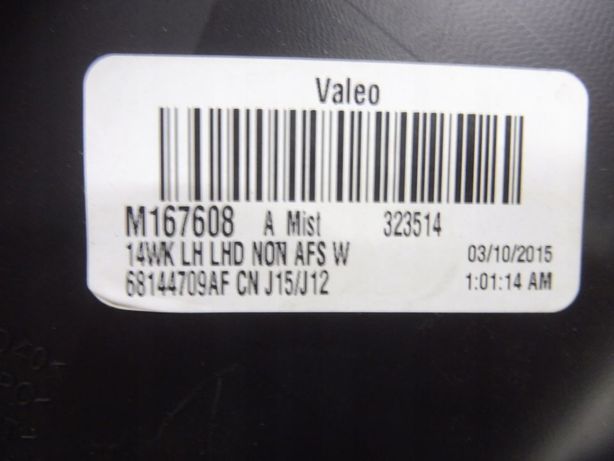 Valeo
M167608 A Mist 323514
14WK LH LHD NON AFS W 03/10/2015
68144709AF CN J15/J12 1:01:14 AM